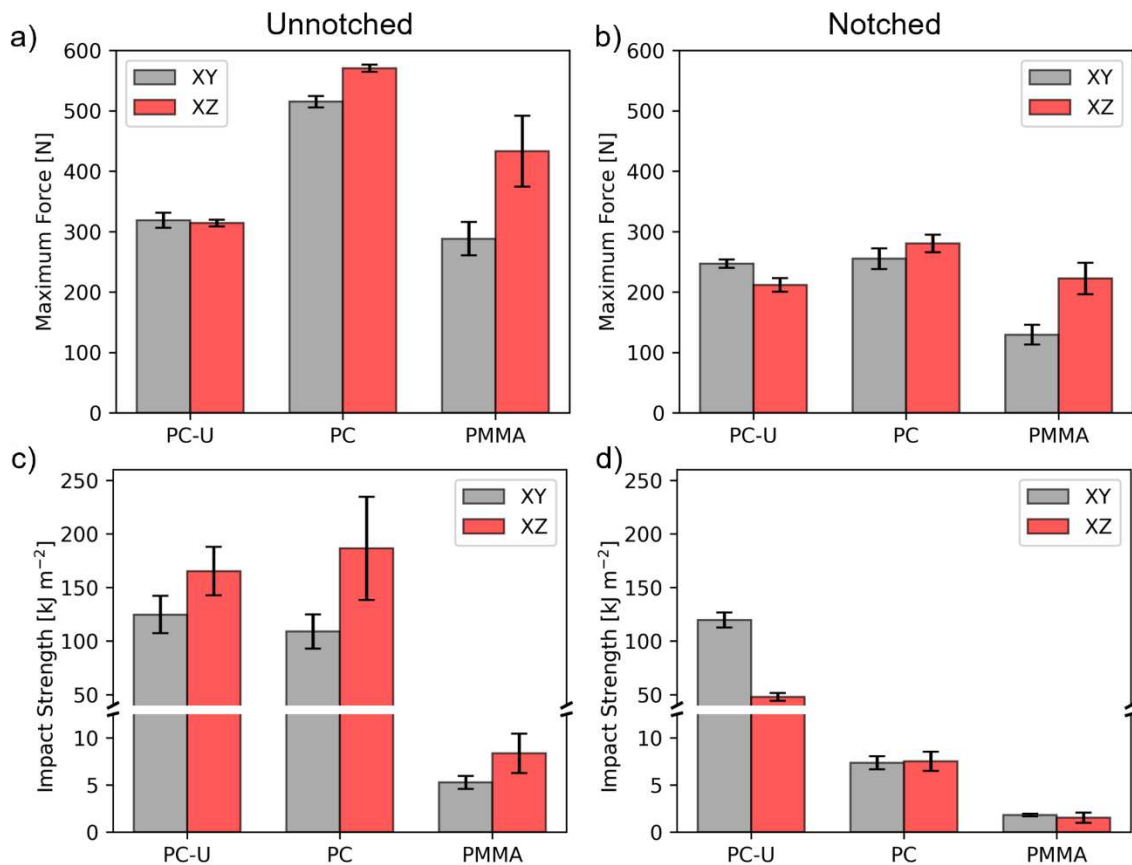 Unnotched
Notched
a)
600
500
400
300
200
100
0
Maximum Force [N]
XY
XZ
PC-U
PC
PMMA
b)
600
500
400
300
200
100
0
Maximum Force [N]
XY
XZ
PC-U
PC
PMMA
c)
250
200
150
100
50
10
5
0
Impact Strength [kJ m⁻²]
XY
XZ
PC-U
PC
PMMA
d)
250
200
150
100
50
10
5
0
Impact Strength [kJ m⁻²]
XY
XZ
PC-U
PC
PMMA